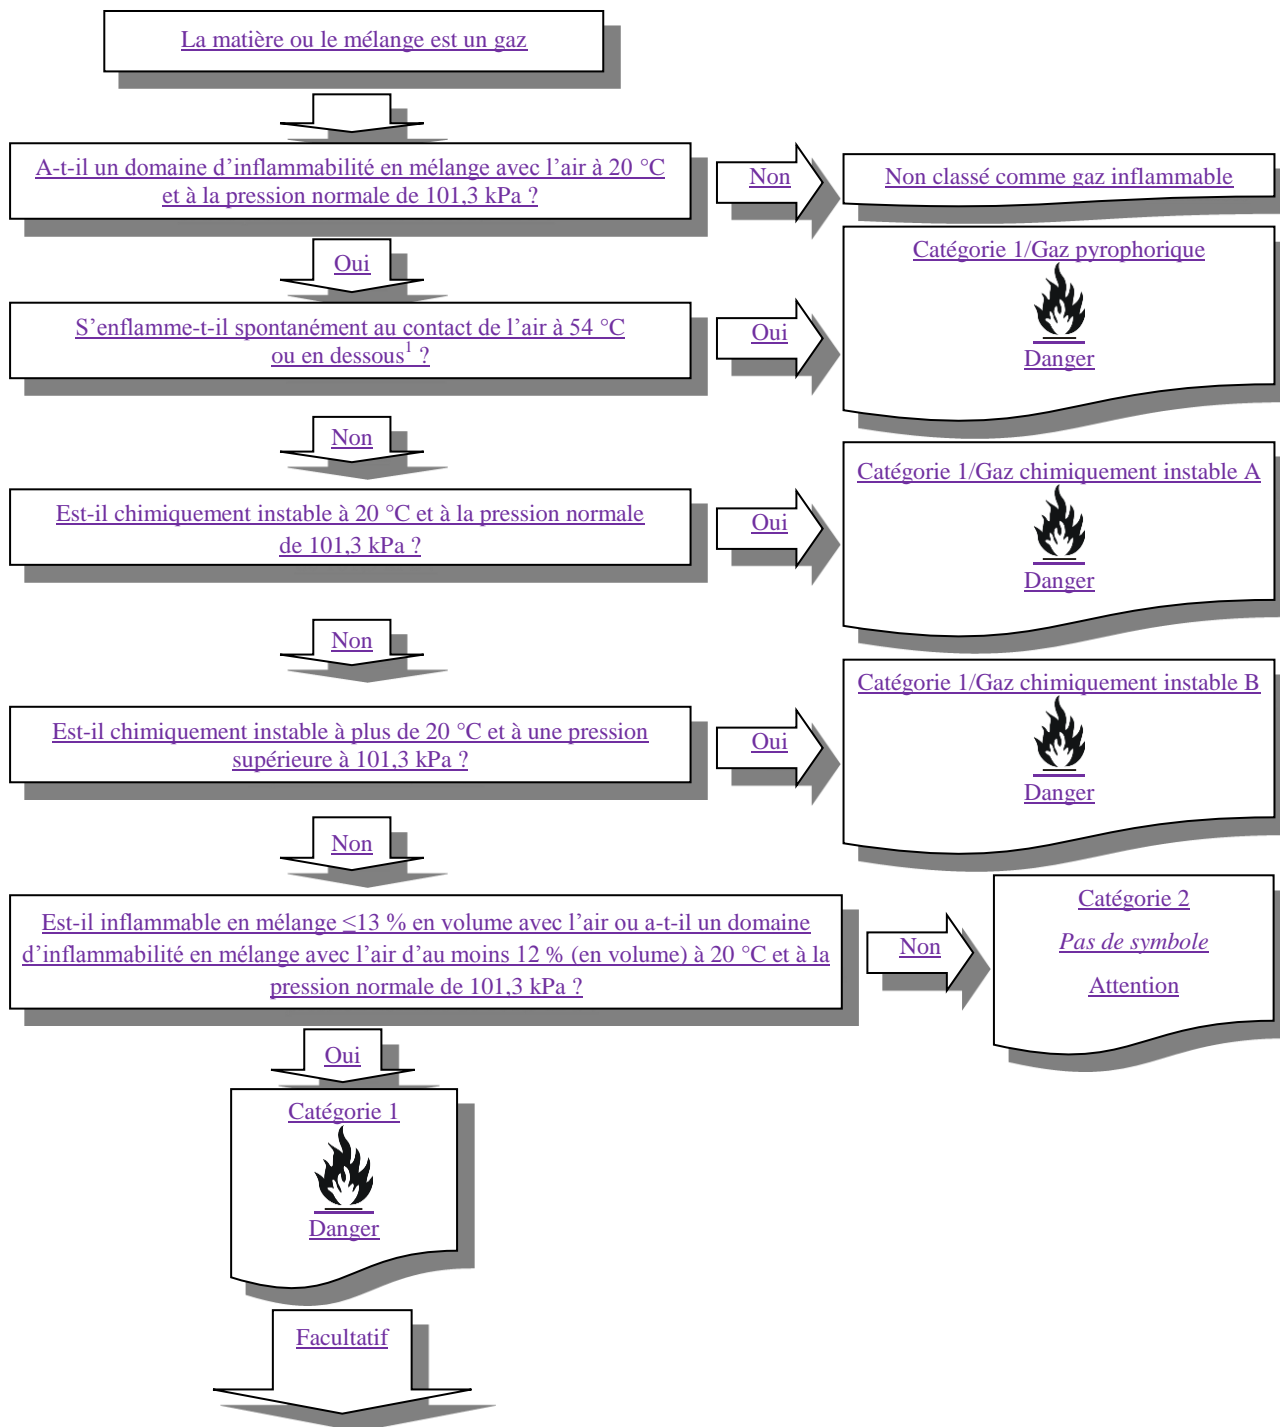 La matière ou le mélange est un gaz
A-t-il un domaine d’inflammabilité en mélange avec l’air à 20 °C
et à la pression normale de 101,3 kPa ?
Non
Non classé comme gaz inflammable
Oui
S’enflamme-t-il spontanément au contact de l’air à 54 °C
ou en dessous1 ?
Oui
Catégorie 1/Gaz pyrophorique
Danger
Non
Est-il chimiquement instable à 20 °C et à la pression normale
de 101,3 kPa ?
Oui
Catégorie 1/Gaz chimiquement instable A
Danger
Non
Est-il chimiquement instable à plus de 20 °C et à une pression
supérieure à 101,3 kPa ?
Oui
Catégorie 1/Gaz chimiquement instable B
Danger
Non
Est-il inflammable en mélange ≤13 % en volume avec l’air ou a-t-il un domaine
d’inflammabilité en mélange avec l’air d’au moins 12 % (en volume) à 20 °C et à la
pression normale de 101,3 kPa ?
Non
Catégorie 2
Pas de symbole
Attention
Oui
Catégorie 1
Danger
Facultatif